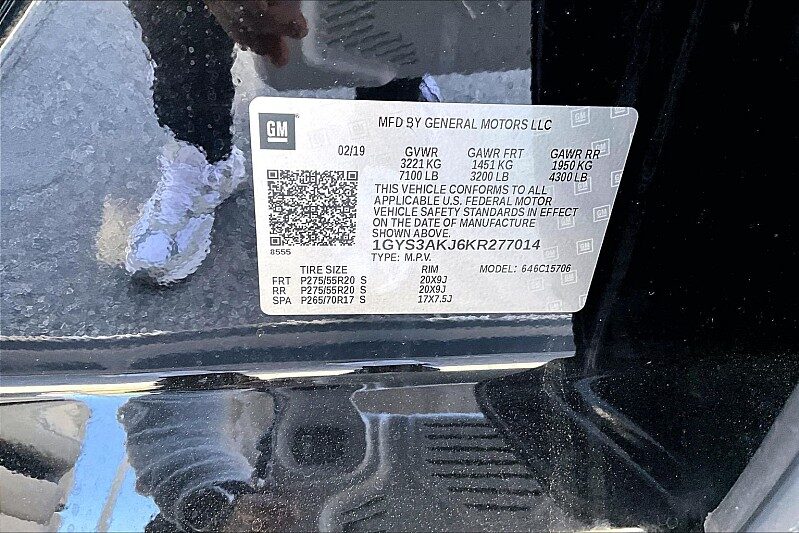 GM
MFD BY GENERAL MOTORS LLC
02/19 GVWR GAWR FRT GAWR RR
3221 KG 1451 KG 1950 KG
7100 LB 3200 LB 4300 LB
THIS VEHICLE CONFORMS TO ALL
APPLICABLE U.S. FEDERAL MOTOR
VEHICLE SAFETY STANDARDS IN EFFECT
ON THE DATE OF MANUFACTURE
SHOWN ABOVE.
8555
1GYS3AKJ6KR277014
TYPE: M.P.V.
TIRE SIZE RIM MODEL: 646C15706
FRT P275/55R20 S 20X9J
RR P275/55R20 S 20X9J
SPA P265/70R17 S 17X7.5J